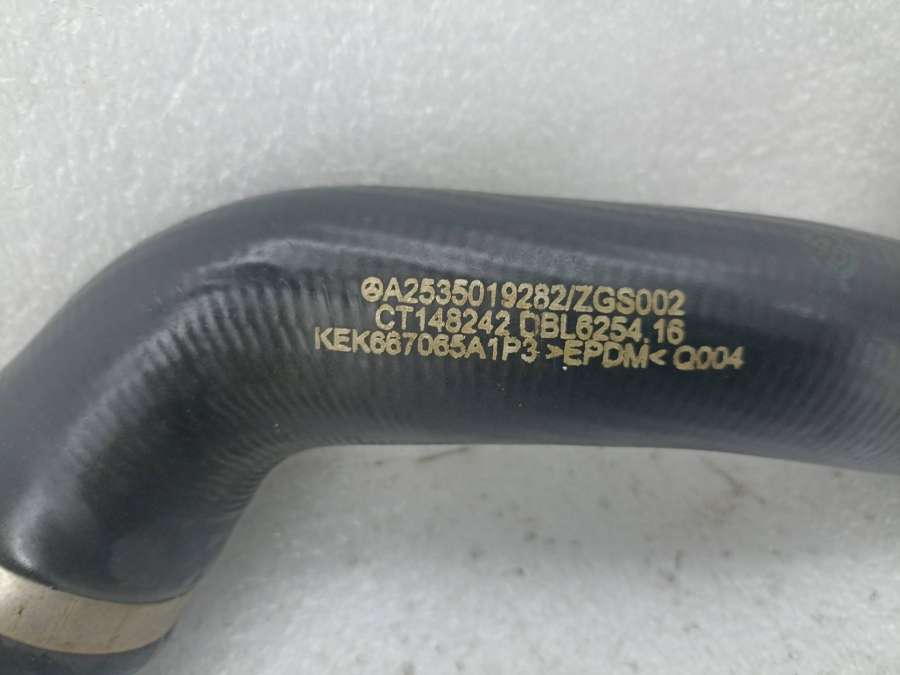 A2535019282/ZGS002
CT148242 DBL6254.16
KEK667065A1P3 >EPDM< Q004